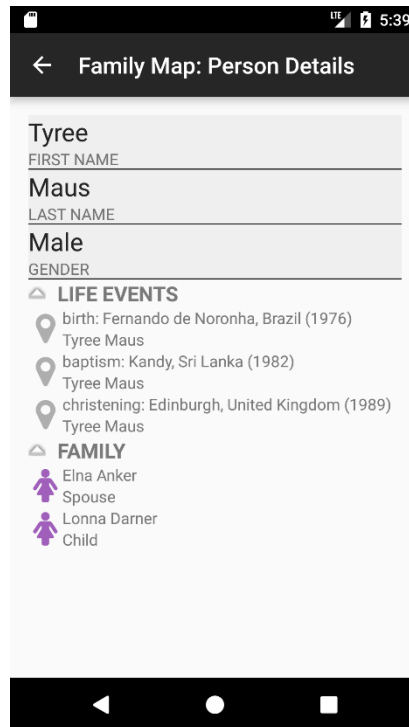 LTE 5:39
Family Map: Person Details
Tyree
FIRST NAME
Maus
LAST NAME
Male
GENDER
LIFE EVENTS
birth: Fernando de Noronha, Brazil (1976)
Tyree Maus
baptism: Kandy, Sri Lanka (1982)
Tyree Maus
christening: Edinburgh, United Kingdom (1989)
Tyree Maus
FAMILY
Elna Anker
Spouse
Lonna Darner
Child